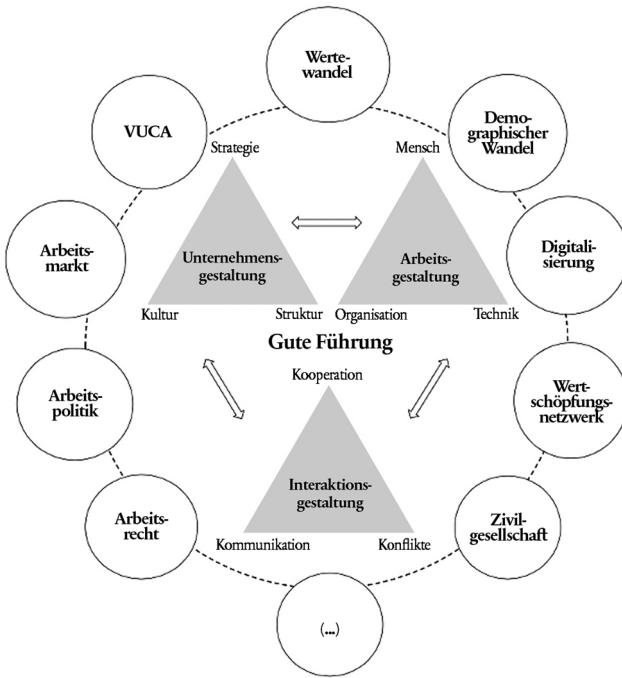 Werte-
wandel
VUCA
Demo-
graphischer
Wandel
Strategie
Mensch
Arbeits-
markt
Unternehmens-
gestaltung
Arbeits-
gestaltung
Digitali-
sierung
Kultur
Struktur
Organisation
Technik
Gute Führung
Kooperation
Arbeits-
politik
Wert-
schöpfungs-
netzwerk
Interaktions-
gestaltung
Arbeits-
recht
Zivil-
gesellschaft
Kommunikation
Konflikte
(...)